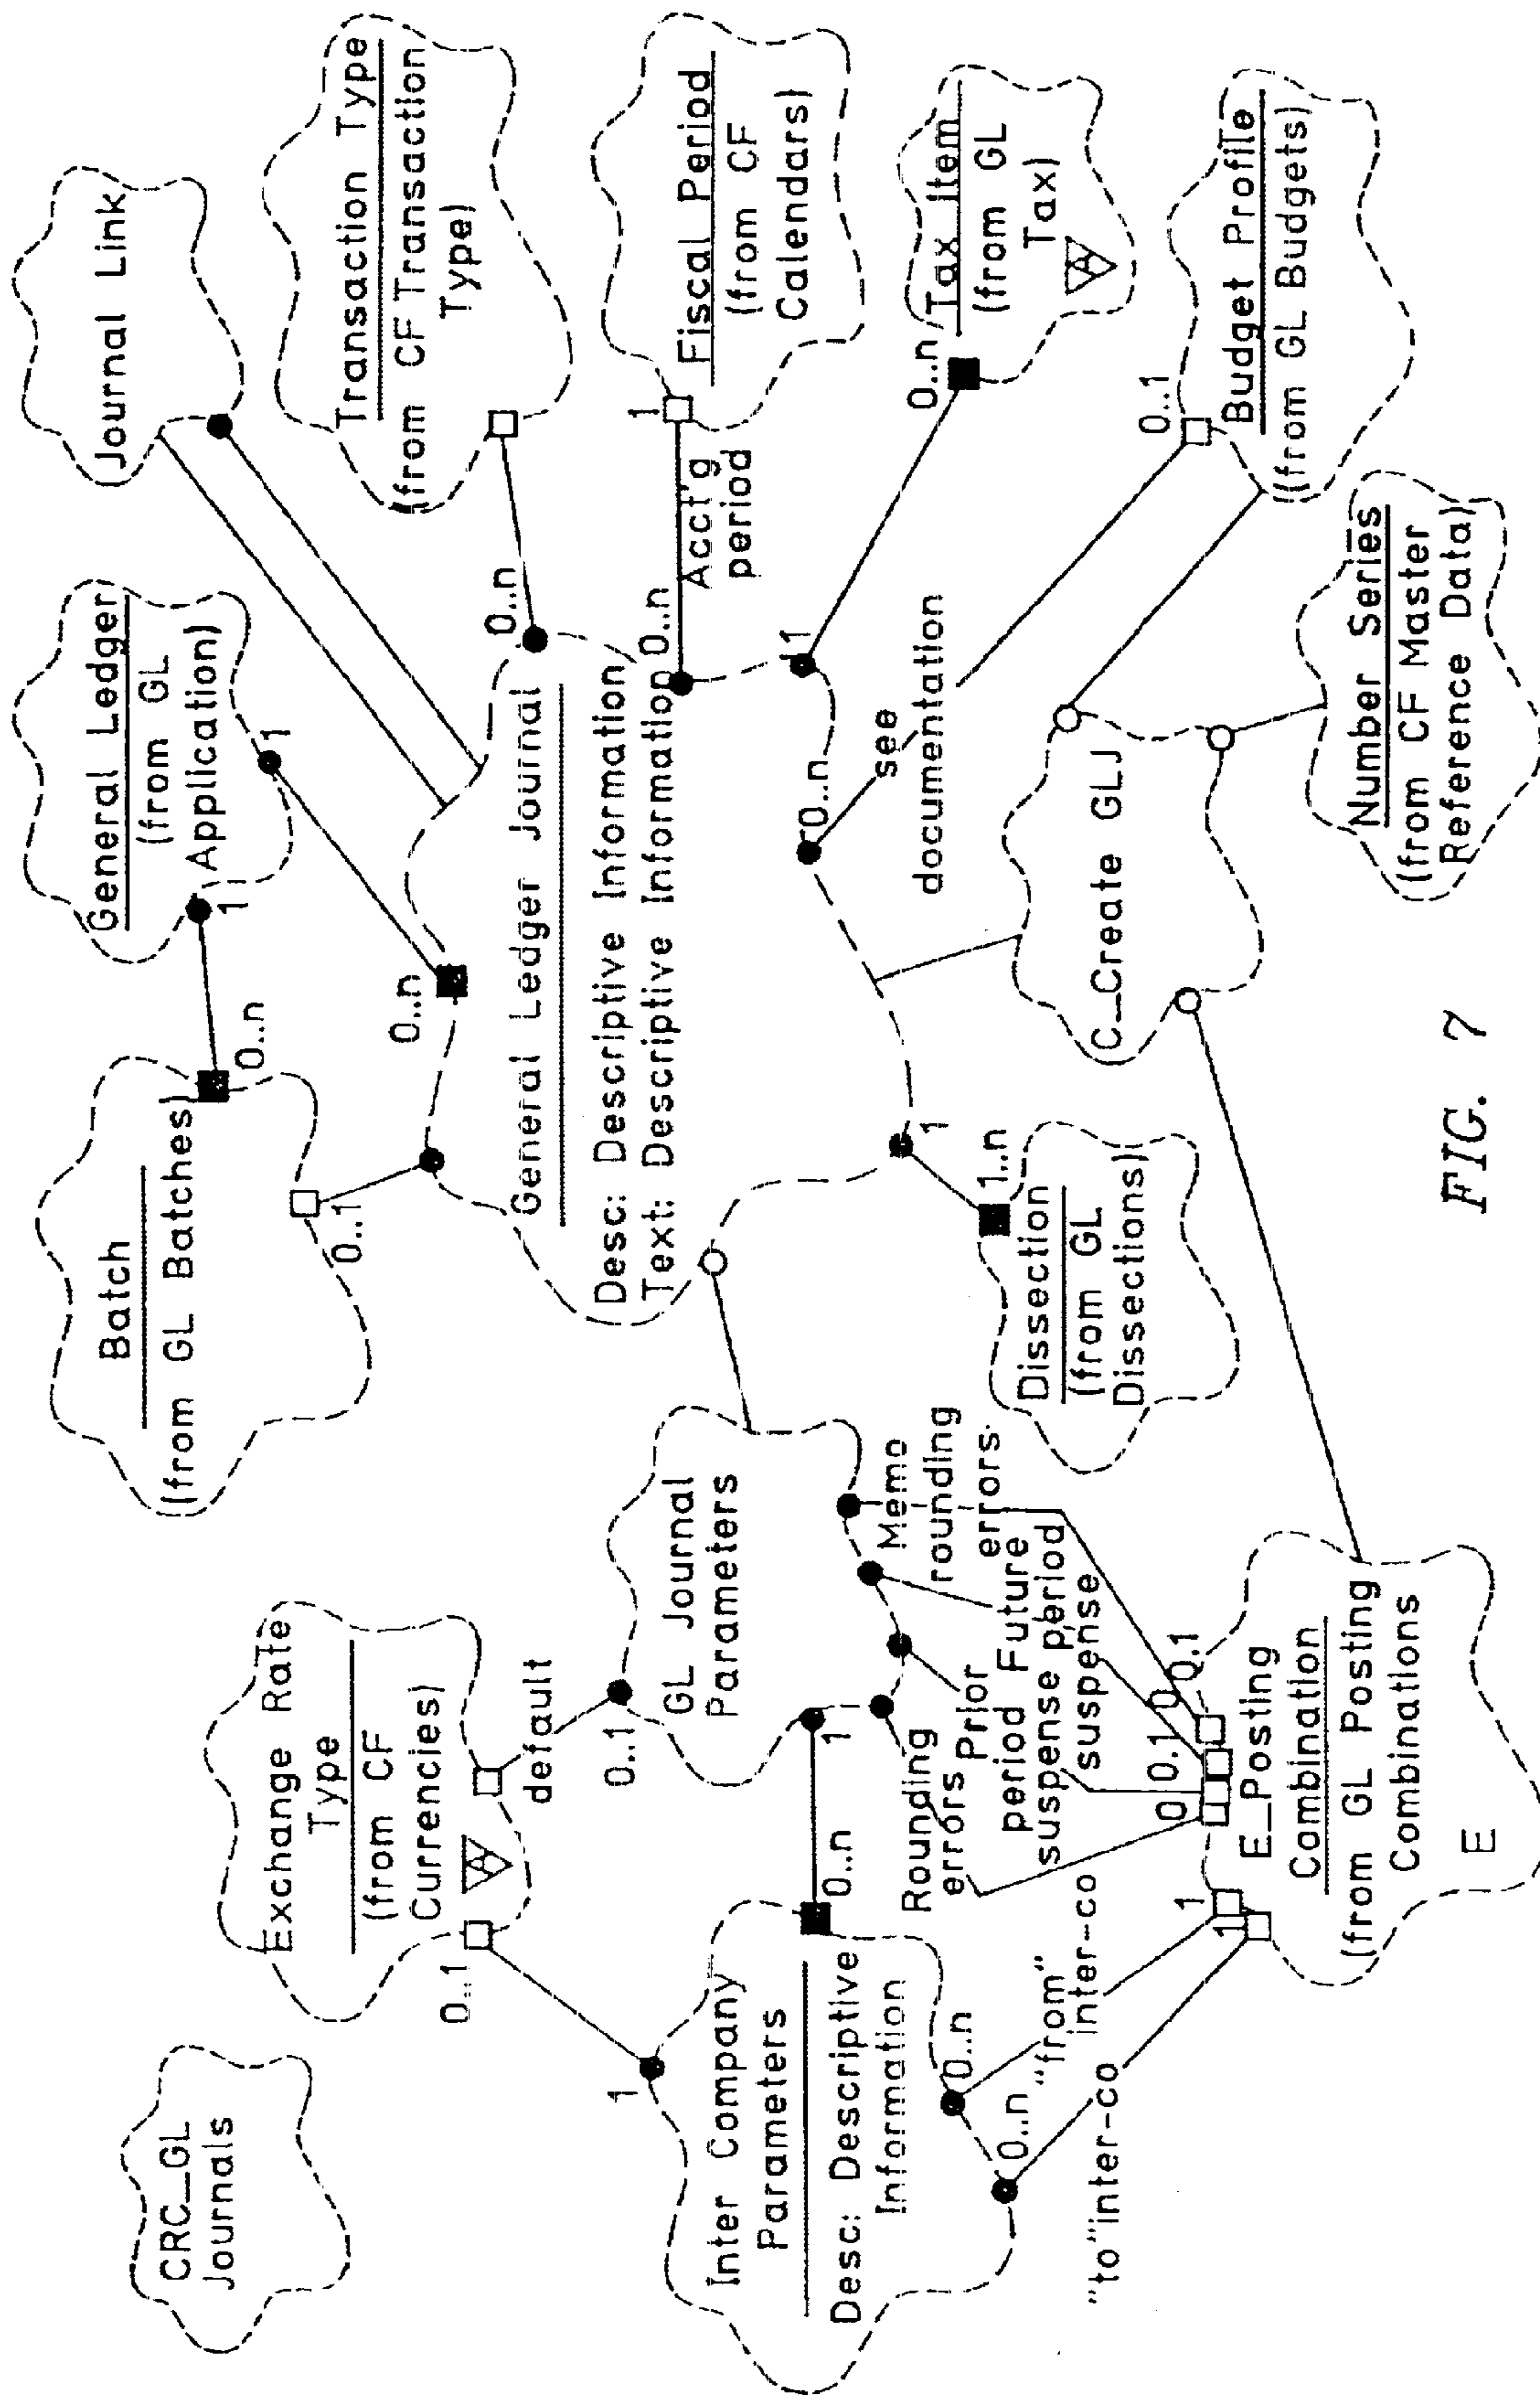 CRC_GL
Journals
Exchange Rate
Type
(from CF
Currencies)
A
0..1
default
0..1
1
Batch
(from GL Batches)
0..n
0..1
1
General Ledger
(from GL
Application)
1
0..n
Journal Link
Transaction Type
(from CF Transaction
Type)
0..n
General Ledger Journal
Desc: Descriptive Information
Text: Descriptive Information
0..n
Acct'g
period
1
Fiscal Period
(from CF
Calendars)
1
0..n
Tax Item
(from GL
Tax)
A
0..n
see
documentation
0..1
Budget Profile
(from GL Budgets)
Inter Company
Parameters
Desc: Descriptive
Information
0..n
1
GL Journal
Parameters
0..n
"from"
inter-co
0..n
"to"inter-co
1
1
Rounding
errors
Prior
period
suspense
Future
period
suspense
Memo
rounding
errors
0
0..1
0
0..1
E_Posting
Combination
(from GL Posting
Combinations
E
1
1..n
Dissection
(from GL
Dissections)
C_Create GLJ
Number Series
(from CF Master
Reference Data)
FIG. 7